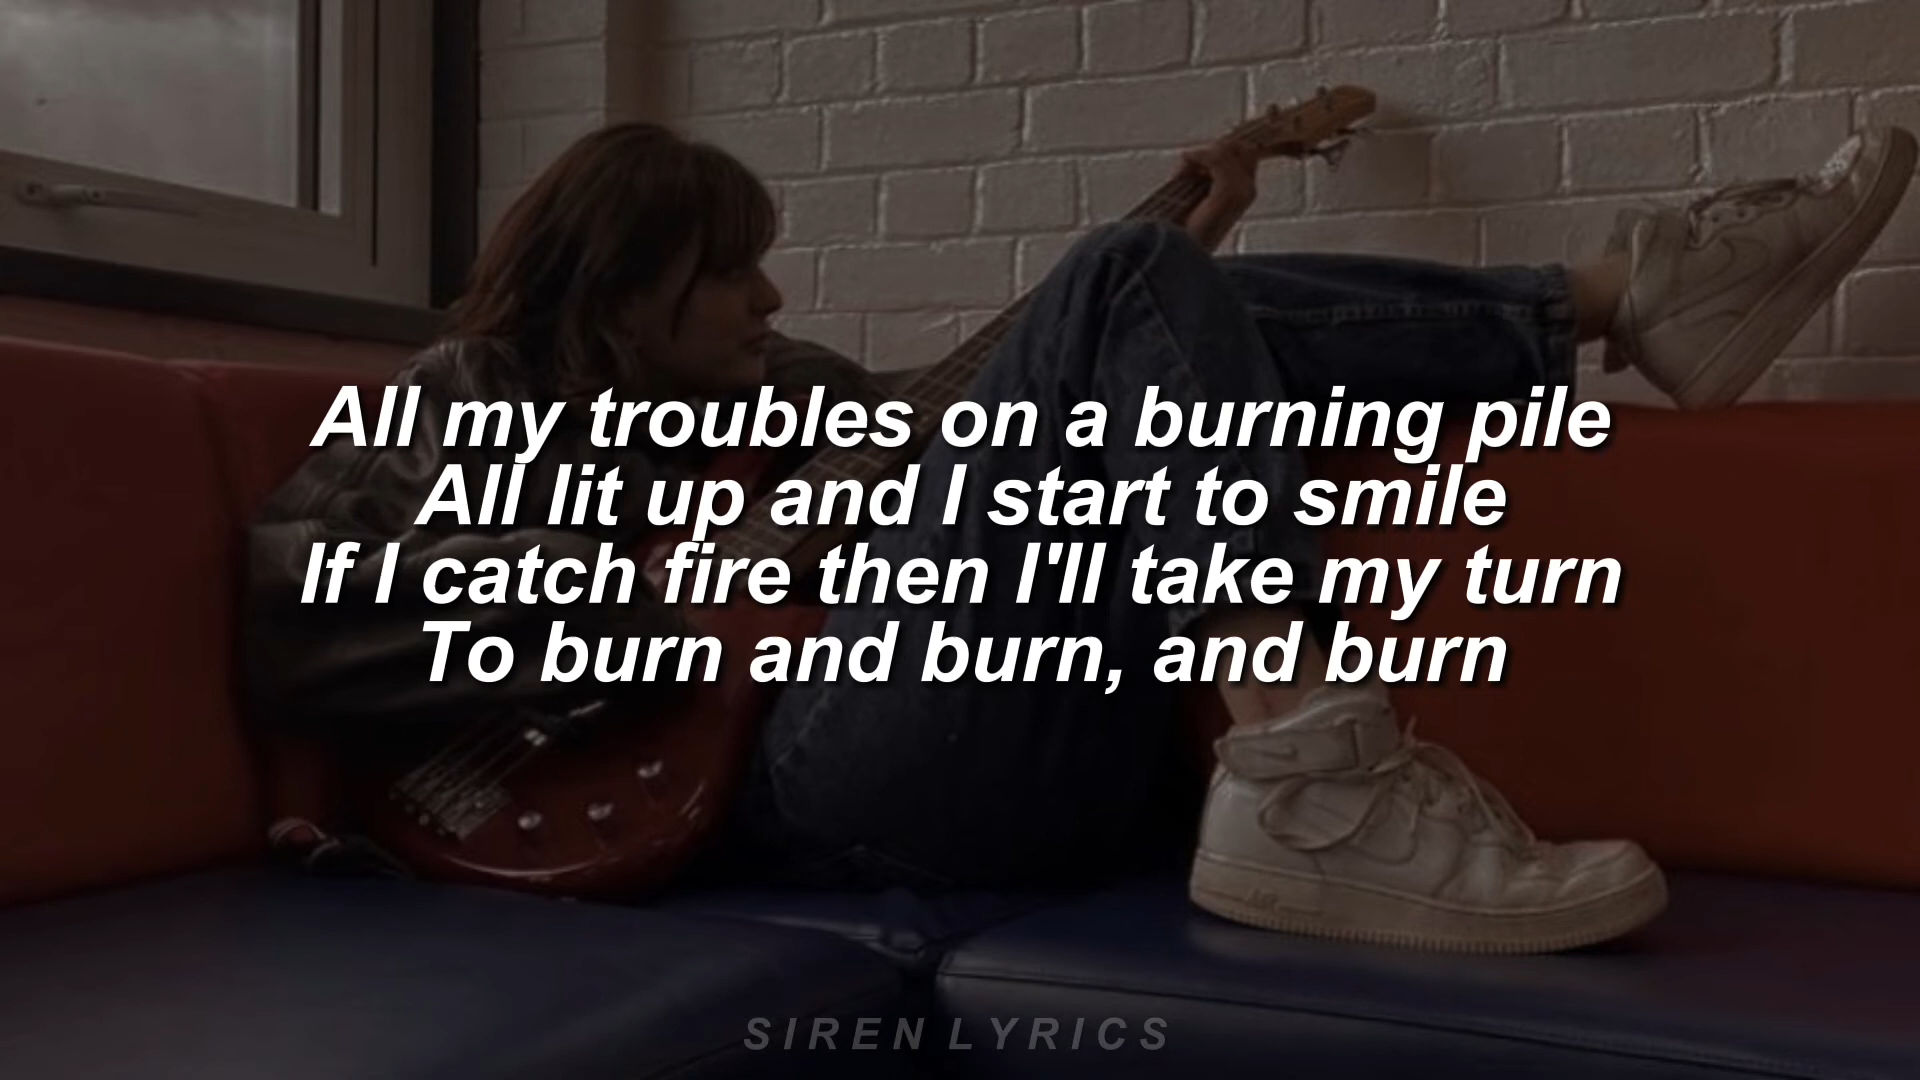 All my troubles on a burning pile
All lit up and I start to smile
If I catch fire then I'll take my turn
To burn and burn, and burn
SIREN LYRICS